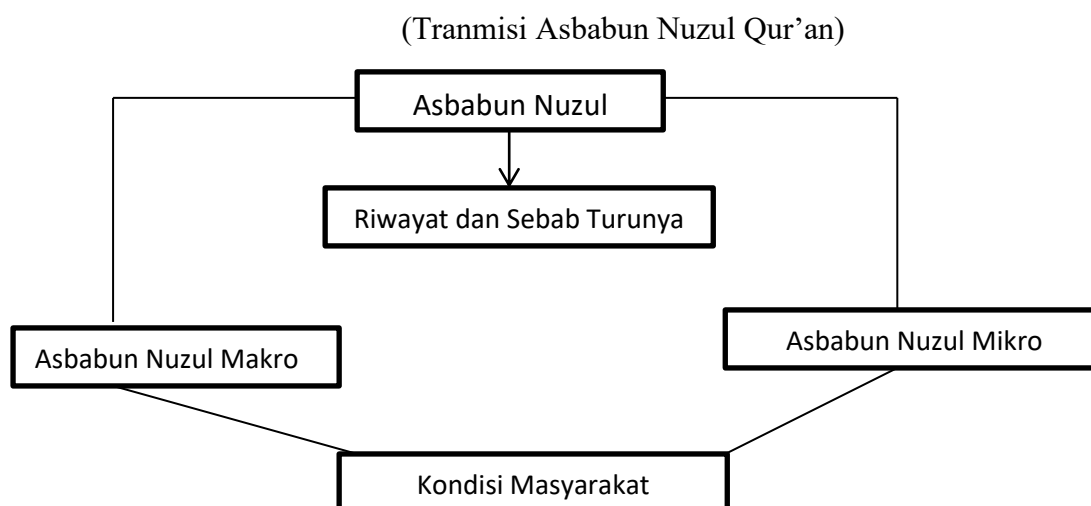 (Tranmisi Asbabun Nuzul Qur’an)
Asbabun Nuzul
Riwayat dan Sebab Turunya
Asbabun Nuzul Makro
Asbabun Nuzul Mikro
Kondisi Masyarakat